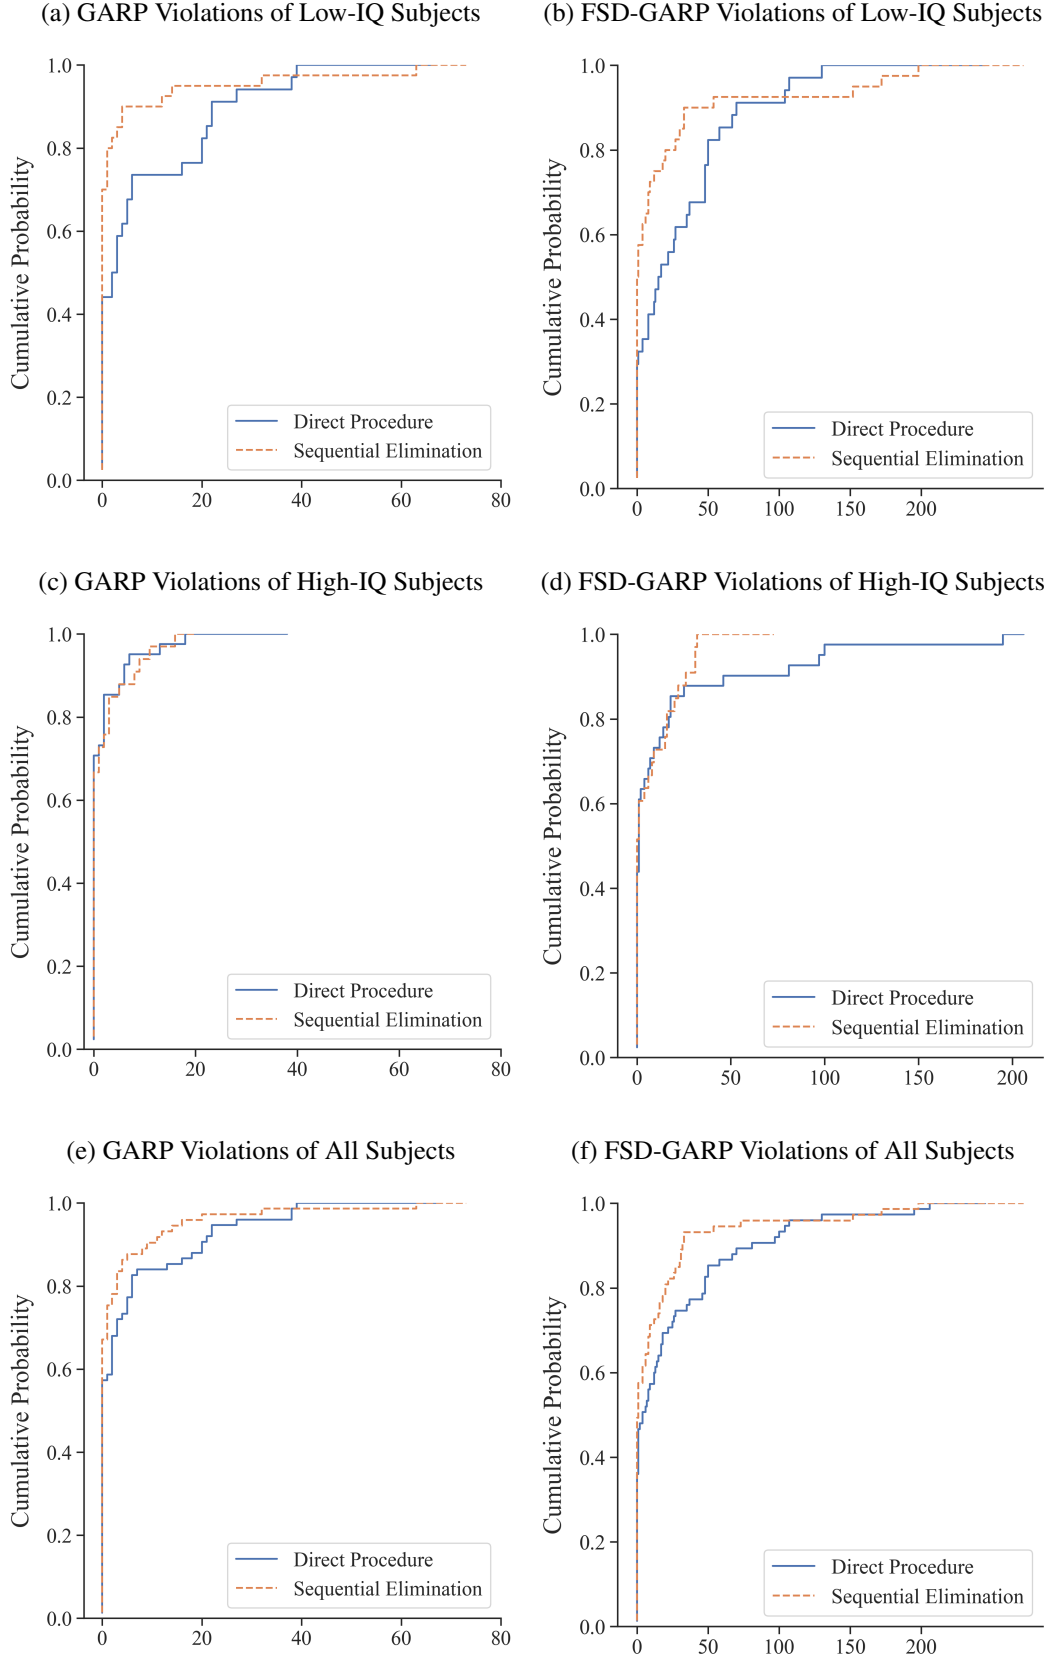 (a) GARP Violations of Low-IQ Subjects
1.0
0.8
0.6
0.4
0.2
0.0
Cumulative Probability
Direct Procedure
Sequential Elimination
0 20 40 60 80
(b) FSD-GARP Violations of Low-IQ Subjects
1.0
0.8
0.6
0.4
0.2
0.0
Cumulative Probability
Direct Procedure
Sequential Elimination
0 50 100 150 200
(c) GARP Violations of High-IQ Subjects
1.0
0.8
0.6
0.4
0.2
0.0
Cumulative Probability
Direct Procedure
Sequential Elimination
0 20 40 60 80
(d) FSD-GARP Violations of High-IQ Subjects
1.0
0.8
0.6
0.4
0.2
0.0
Cumulative Probability
Direct Procedure
Sequential Elimination
0 50 100 150 200
(e) GARP Violations of All Subjects
1.0
0.8
0.6
0.4
0.2
0.0
Cumulative Probability
Direct Procedure
Sequential Elimination
0 20 40 60 80
(f) FSD-GARP Violations of All Subjects
1.0
0.8
0.6
0.4
0.2
0.0
Cumulative Probability
Direct Procedure
Sequential Elimination
0 50 100 150 200